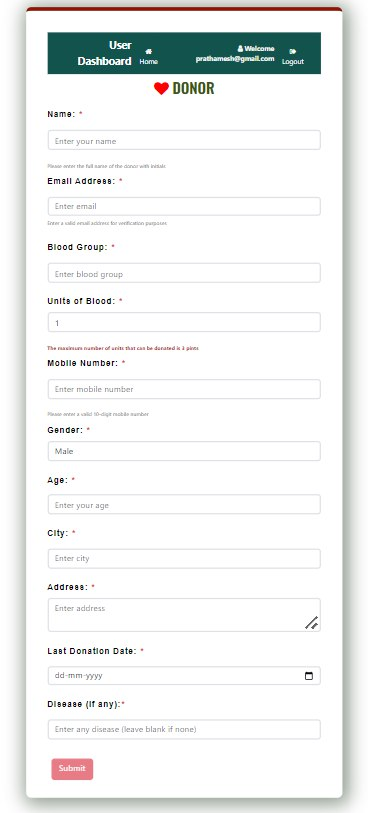 User
Dashboard
Home
Welcome
prathamesh@gmail.com
Logout
DONOR
Name: *
Enter your name
Please enter the full name of the donor with initials
Email Address: *
Enter email
Enter a valid email address for verification purposes
Blood Group: *
Enter blood group
Units of Blood: *
1
The maximum number of units that can be donated is 3 pints
Mobile Number: *
Enter mobile number
Please enter a valid 10-digit mobile number
Gender: *
Male
Age: *
Enter your age
City: *
Enter city
Address: *
Enter address
Last Donation Date: *
dd-mm-yyyy
Disease (if any):*
Enter any disease (leave blank if none)
Submit